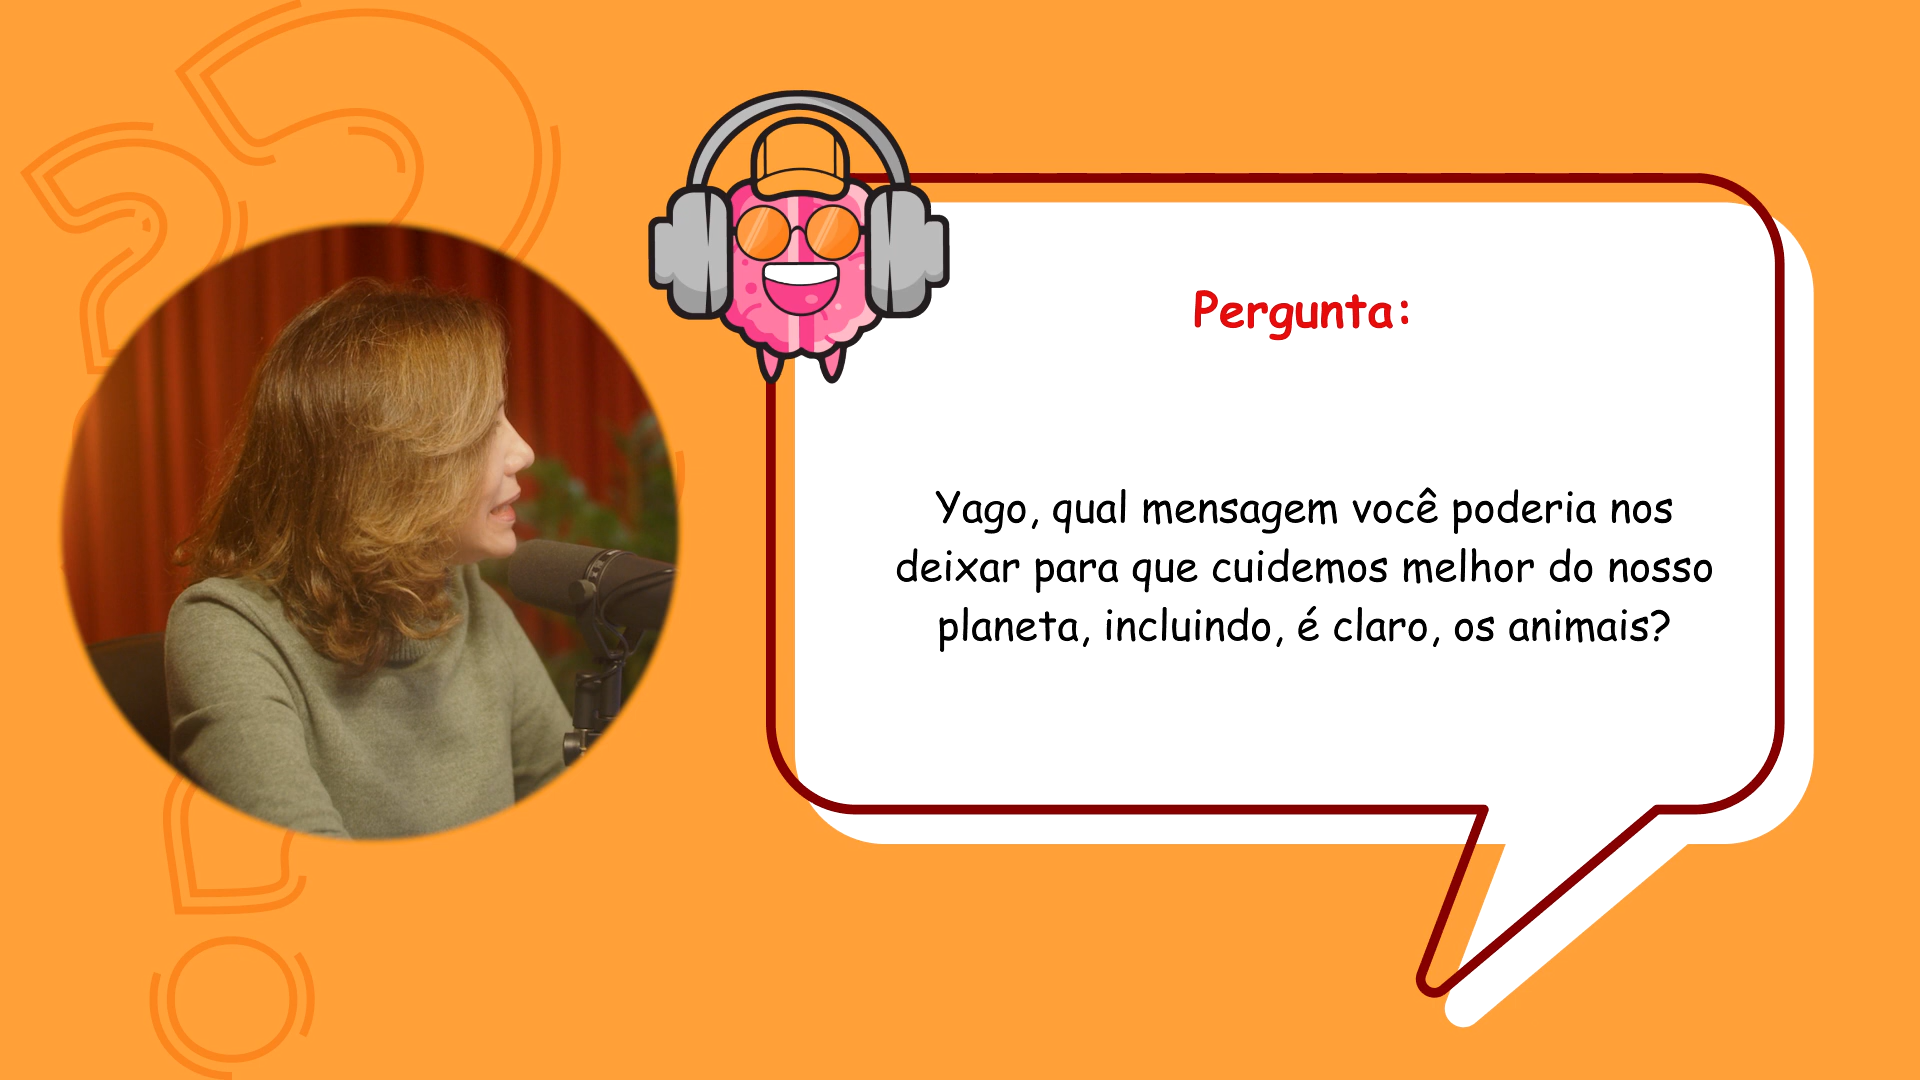 Pergunta:
Yago, qual mensagem você poderia nos
deixar para que cuidemos melhor do nosso
planeta, incluindo, é claro, os animais?